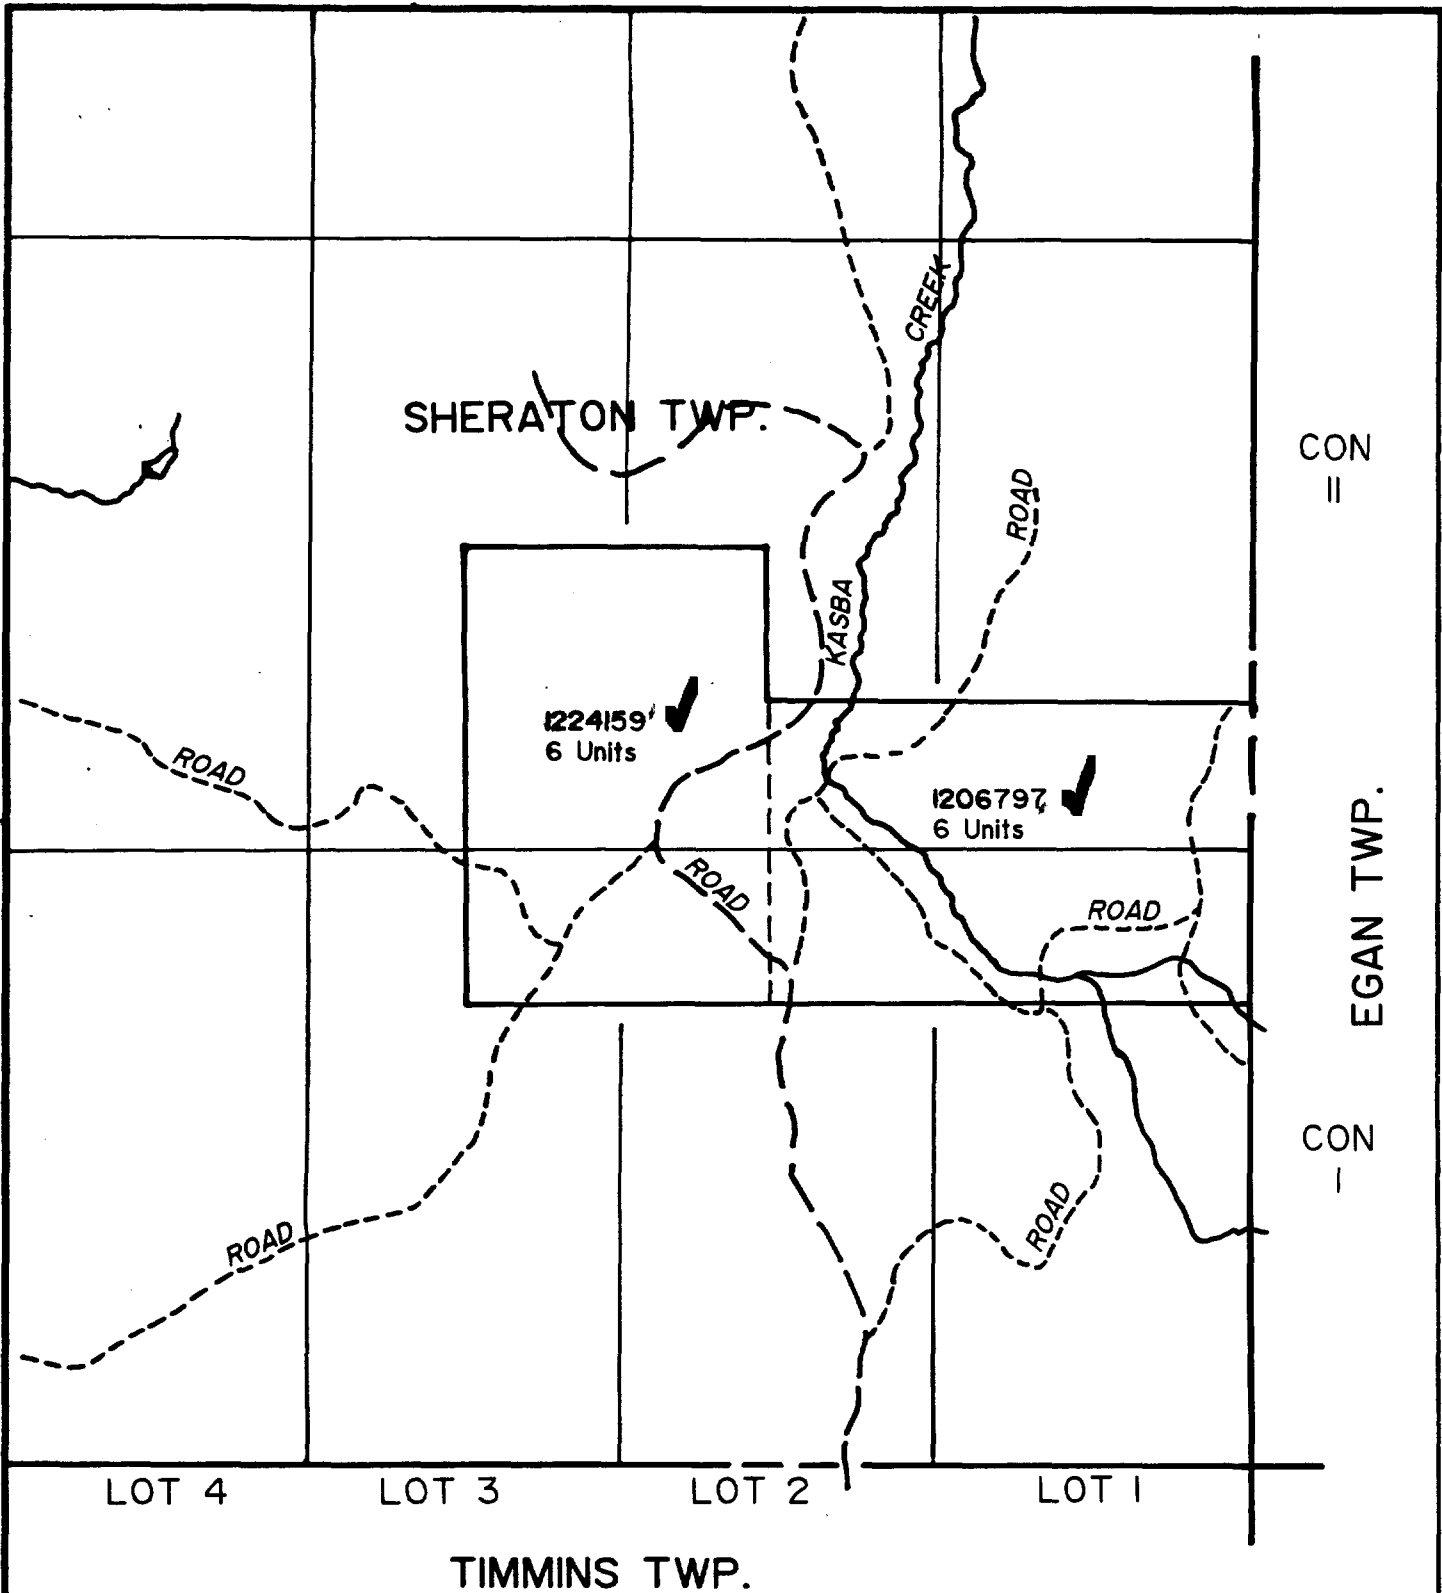 CREEK
SHERATON TWP.
CON
II
ROAD
KASBA
1224159
6 Units
ROAD
1206797
6 Units
ROAD
ROAD
EGAN TWP.
CON
I
ROAD
ROAD
LOT 4 LOT 3 LOT 2 LOT 1
TIMMINS TWP.